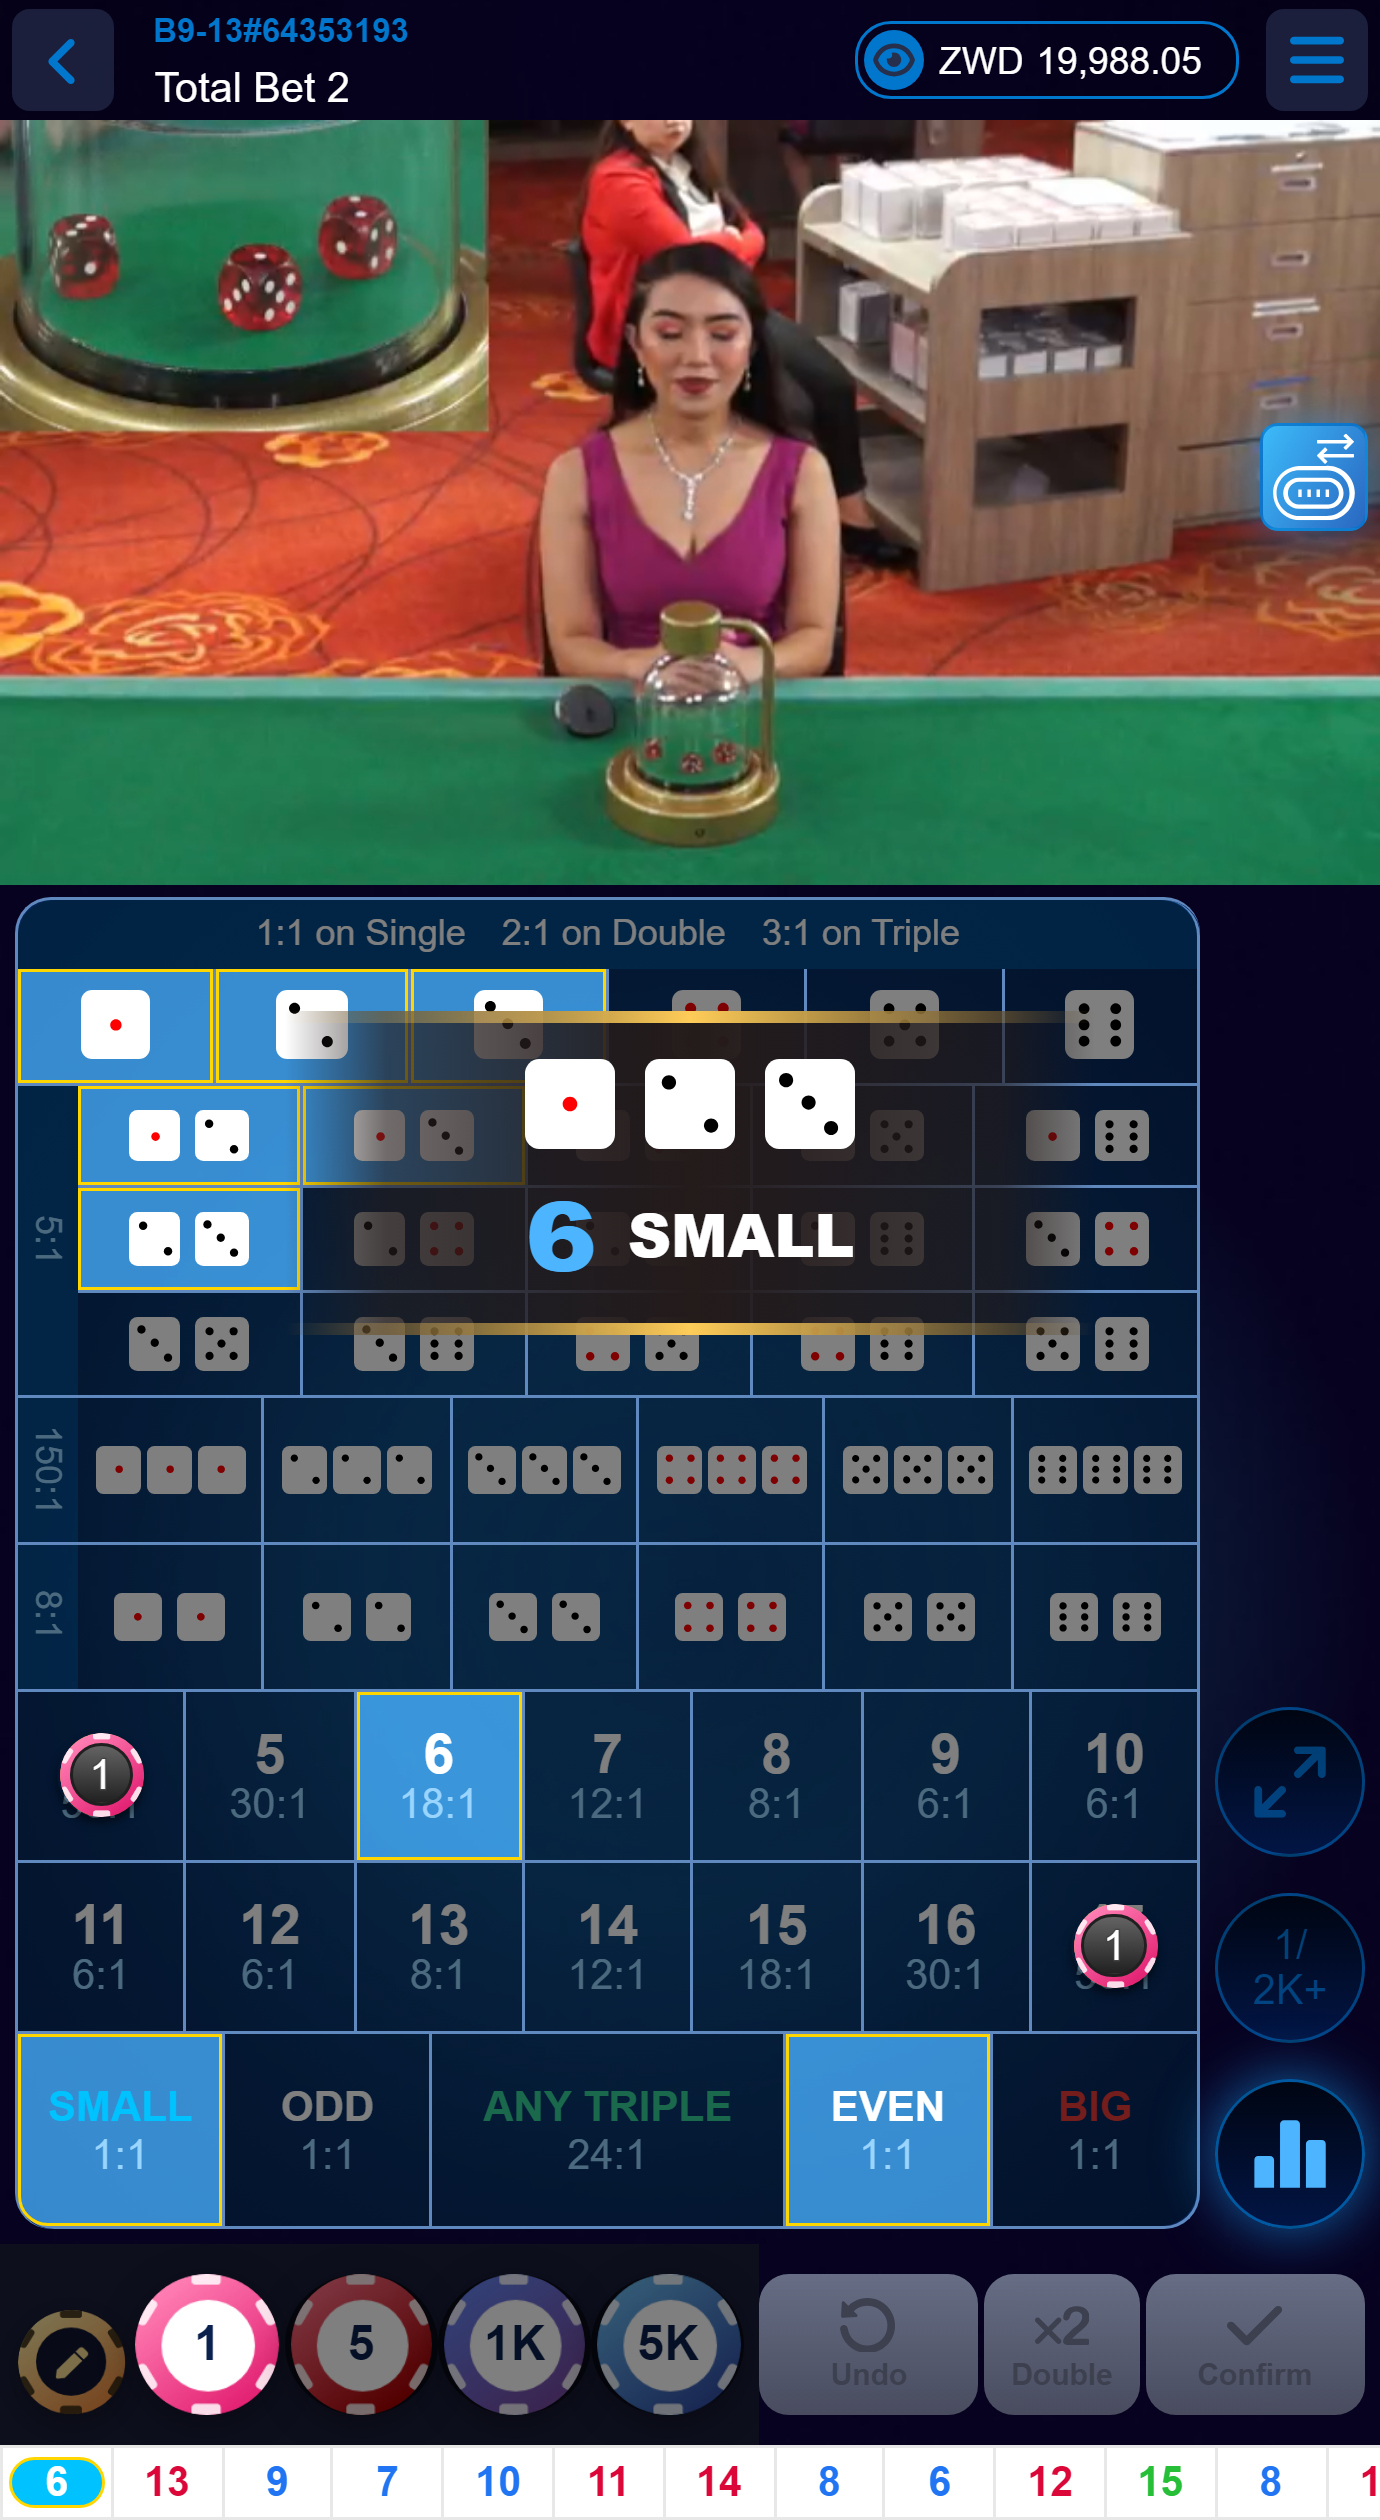 B9-13#64353193
Total Bet 2
ZWD 19,988.05
1:1 on Single 2:1 on Double 3:1 on Triple
6 SMALL
5:1
150:1
8:1
1
5 6 7 8 9 10
30:1 18:1 12:1 8:1 6:1 6:1
11 12 13 14 15 16
1
6:1 6:1 8:1 12:1 18:1 30:1
1/
2K+
SMALL ODD ANY TRIPLE EVEN BIG
1:1 1:1 24:1 1:1 1:1
1 5 1K 5K
x2
Undo Double Confirm
6 13 9 7 10 11 14 8 6 12 15 8